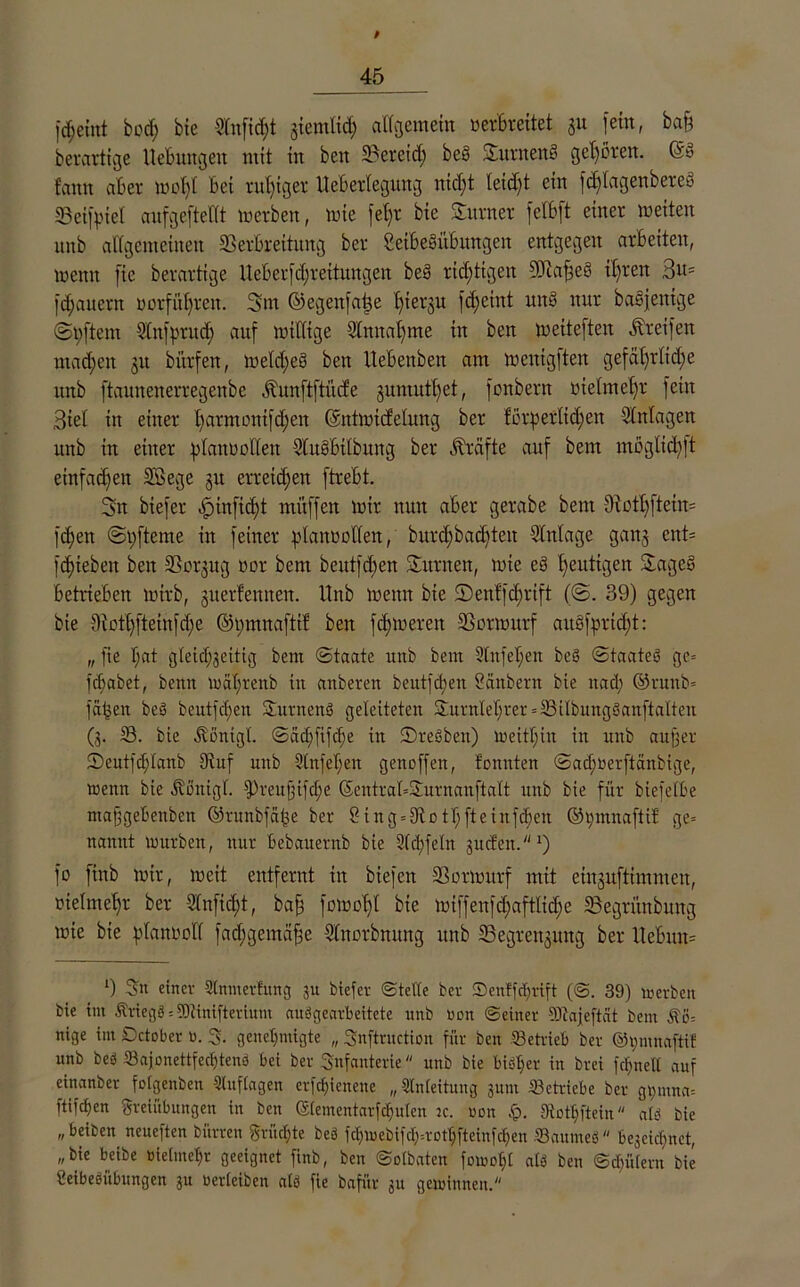 45
ſcheint doch die Anſicht ziemlich allgemein verbreitet zu ſein, daß
derartige Uebungen mit in den Bereich des Turnens gehören. Es
kann aber wohl bei ruhiger Ueberlegung nicht leicht ein ſchlagenderes
Beiſpiel aufgeſtellt werden, wie ſehr die Turner ſelbſt einer weiten
und allgemeinen Verbreitung der Leibesübungen entgegen arbeiten,
wenn ſie derartige Ueberſchreitungen des richtigen Maßes ihren Zu-
ſchauern vorführen. Im Gegenſatze hierzu ſcheint uns nur dasjenige
Syſtem Anſpruch auf willige Annahme in den weiteſten Kreiſen
machen zu dürfen, welches den Uebenden am wenigſten gefährliche
und ſtaunenerregende Kunſtſtücke zumuthet, ſondern vielmehr ſein
Ziel in einer harmoniſchen Entwickelung der körperlichen Anlagen
und in einer planvollen Ausbildung der Kräfte auf dem möglichſt
einfachen Wege zu erreichen ſtrebt.
In dieſer Hinſicht müſſen wir nun aber gerade dem Rothſtein-
ſchen Syſteme in ſeiner planvollen, durchdachten Anlage ganz ent-
ſchieden den Vorzug vor dem deutſchen Turnen, wie es heutigen Tages
betrieben wird, zuerkennen. Und wenn die Denkſchrift (S. 39) gegen
die Rothſteinſche Gymnaſtik den ſchweren Vorwurf ausſpricht:
„ſie hat gleichzeitig dem Staate und dem Anſehen des Staates ge-
ſchadet, denn während in anderen deutſchen Ländern die nach Grund-
ſätzen des deutſchen Turnens geleiteten Turnlehrer-Bildungsanſtalten
(z. B. die Königl. Sächſiſche in Dresden) weithin in und außer
Deutſchland Ruf und Anſehen genoſſen, konnten Sachverſtändige,
wenn die Königl. Preußiſche Central-Turnanſtalt und die für dieſelbe
maßgebenden Grundſätze der Ling-Rothſteinſchen Gymnaſtik ge-
nannt wurden, nur bedauernd die Achſeln zucken." ¹)
ſo ſind wir, weit entfernt in dieſen Vorwurf mit einzuſtimmen,
vielmehr der Anſicht, daß ſowohl die wiſſenſchaftliche Begründung
wie die planvoll fachgemäße Anordnung und Begrenzung der Uebun-
¹) In einer Anmerkung zu dieſer Stelle der Denkſchrift (S. 39) werden
die im Kriegs-Miniſterium ausgearbeitete und von Seiner Majeſtät dem Kö-
nige im October v. J. genehmigte „Inſtruction für den Betrieb der Gymnaſtik
und des Bajonettfechtens bei der Infanterie" und die bisher in drei ſchnell auf
einander folgenden Auflagen erſchienene „Anleitung zum Betriebe der gymna-
ſtiſchen Freiübungen in den Elementarſchulen ꝛc. von H. Rothſtein" als die
„beiden neueſten dürren Früchte des ſchwediſch-rothſteinſchen Baumes" bezeichnet,
„die beide vielmehr geeignet ſind, den Soldaten ſowohl als den Schülern die
Leibesübungen zu verleiden als ſie dafür zu gewinnen."